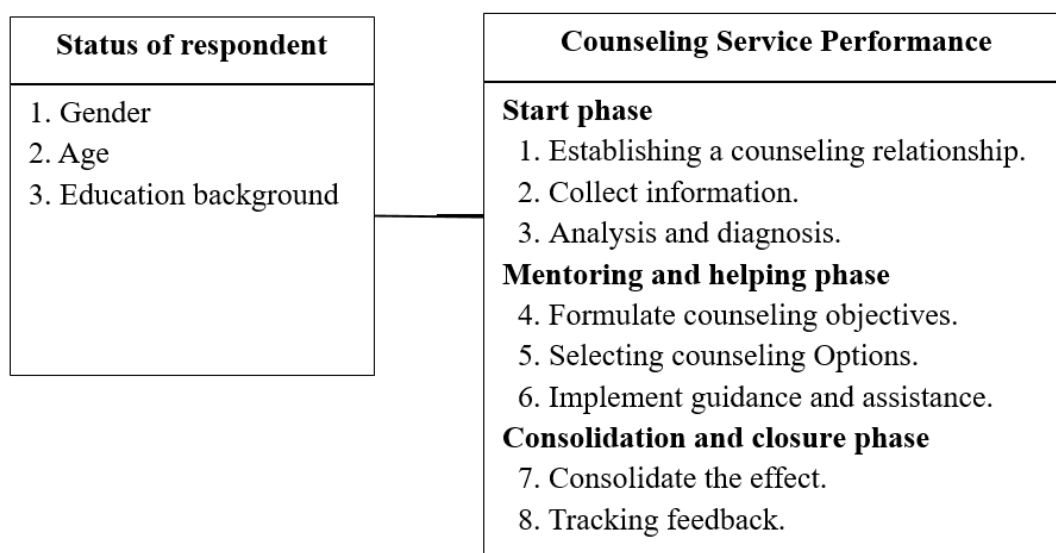 Status of respondent
1. Gender
2. Age
3. Education background
Counseling Service Performance
Start phase
1. Establishing a counseling relationship.
2. Collect information.
3. Analysis and diagnosis.
Mentoring and helping phase
4. Formulate counseling objectives.
5. Selecting counseling Options.
6. Implement guidance and assistance.
Consolidation and closure phase
7. Consolidate the effect.
8. Tracking feedback.